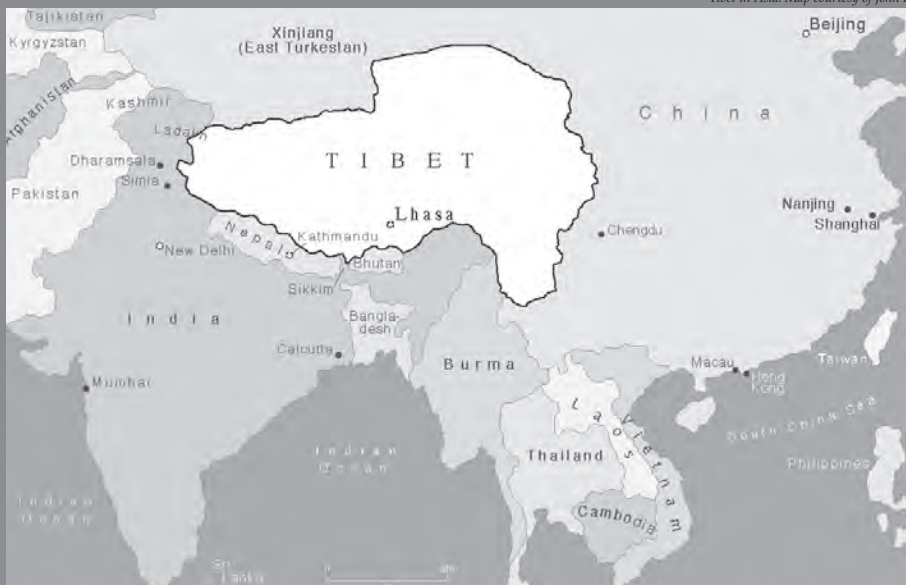 Tajikistan
Kyrgyzstan
Xinjiang
(East Turkestan)
Beijing
Afghanistan
Kashmir
China
Ladakh
TIBET
Dharamsala
Simla
Pakistan
Lhasa
Nanjing
Shanghai
Chengdu
Nepal
Kathmandu
New Delhi
Bhutan
Sikkim
India
Bangla-
desh
Calcutta
Burma
Macau
Hong
Kong
Taiwan
Mumbai
Laos
Vietnam
South China Sea
Thailand
Indian
Ocean
Philippines
Cambodia
Indian
Ocean
Sri
Lanka